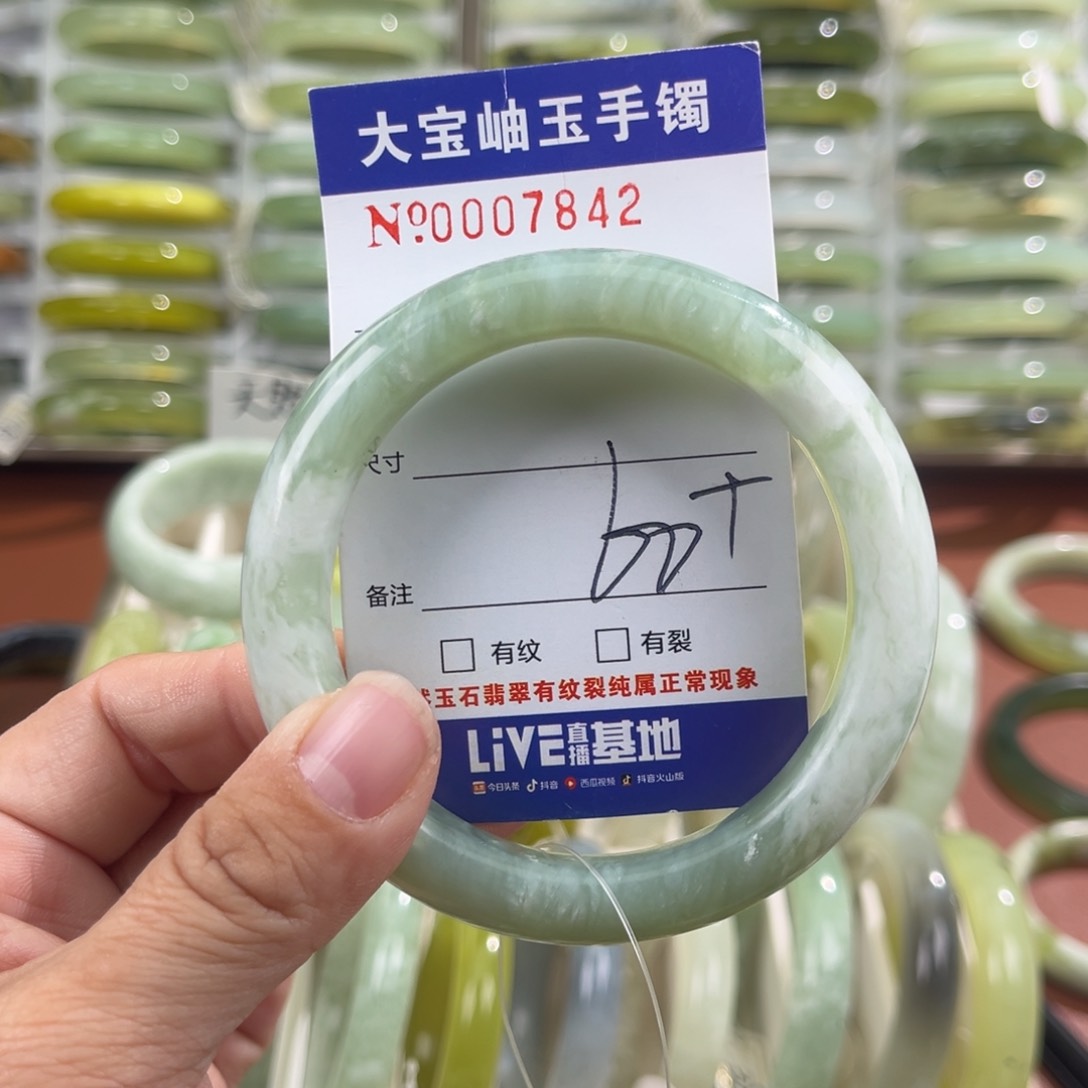 大宝岫玉手镯
№0007842
天然
尺寸
备注
有纹 有裂
玉石翡翠有纹裂纯属正常现象
LiVE直播基地
今日头条 抖音 西瓜视频 抖音火山版